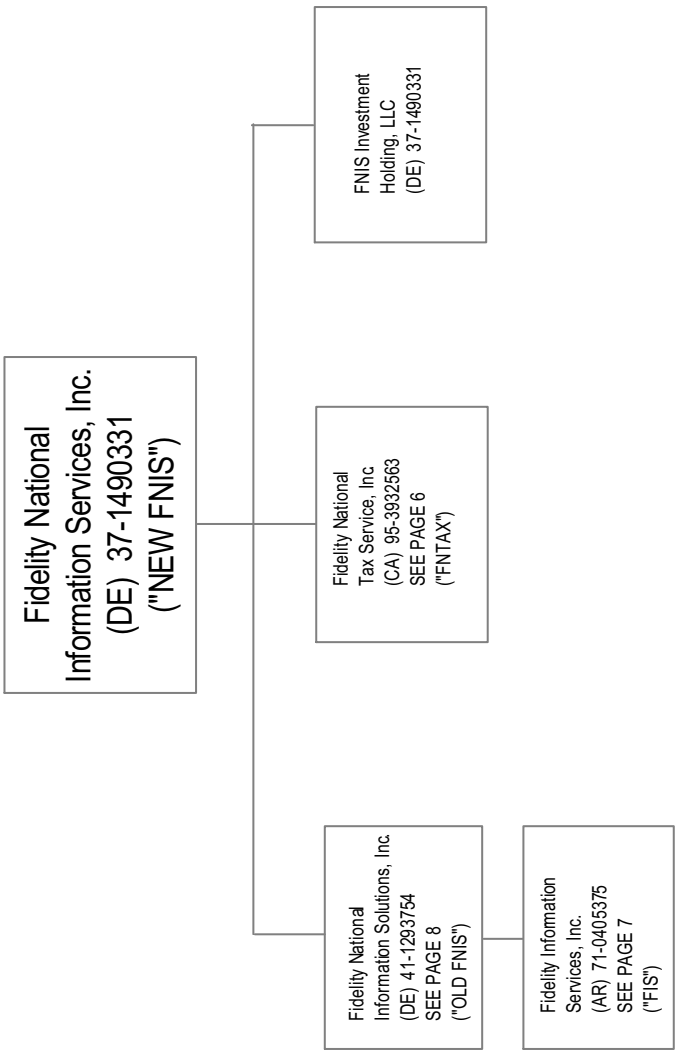 Fidelity National
Information Services, Inc.
(DE) 37-1490331
("NEW FNIS")
Fidelity National
Information Solutions, Inc.
(DE) 41-1293754
SEE PAGE 8
("OLD FNIS")
Fidelity National
Tax Service, Inc
(CA) 95-3932563
SEE PAGE 6
("FNTAX")
FNIS Investment
Holding, LLC
(DE) 37-1490331
Fidelity Information
Services, Inc.
(AR) 71-0405375
SEE PAGE 7
("FIS")